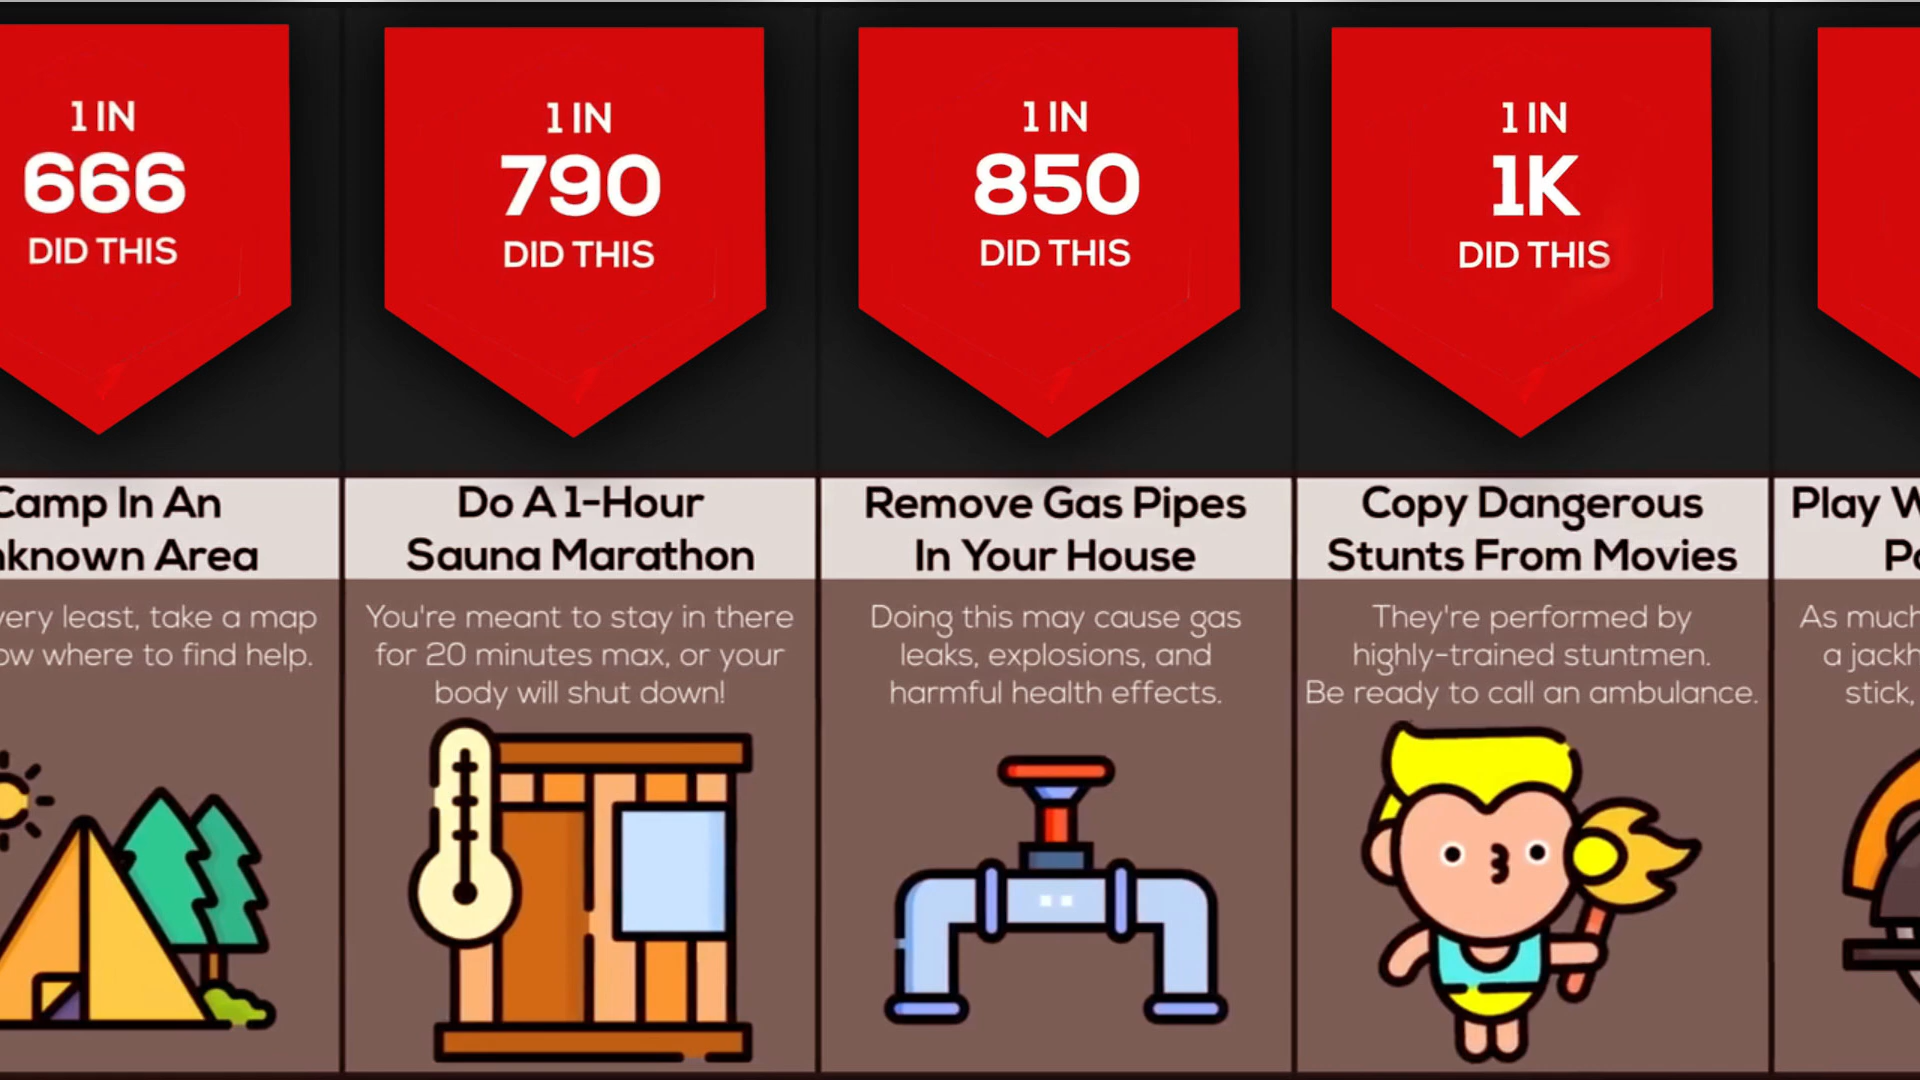 1 IN
666
DID THIS
Camp In An
nknown Area
very least, take a map
ow where to find help.
1 IN
790
DID THIS
Do A 1-Hour
Sauna Marathon
You're meant to stay in there
for 20 minutes max, or your
body will shut down!
1 IN
850
DID THIS
Remove Gas Pipes
In Your House
Doing this may cause gas
leaks, explosions, and
harmful health effects.
1 IN
1K
DID THIS
Copy Dangerous
Stunts From Movies
They're performed by
highly-trained stuntmen.
Be ready to call an ambulance.
Play W
Po
As much
a jackh
stick,